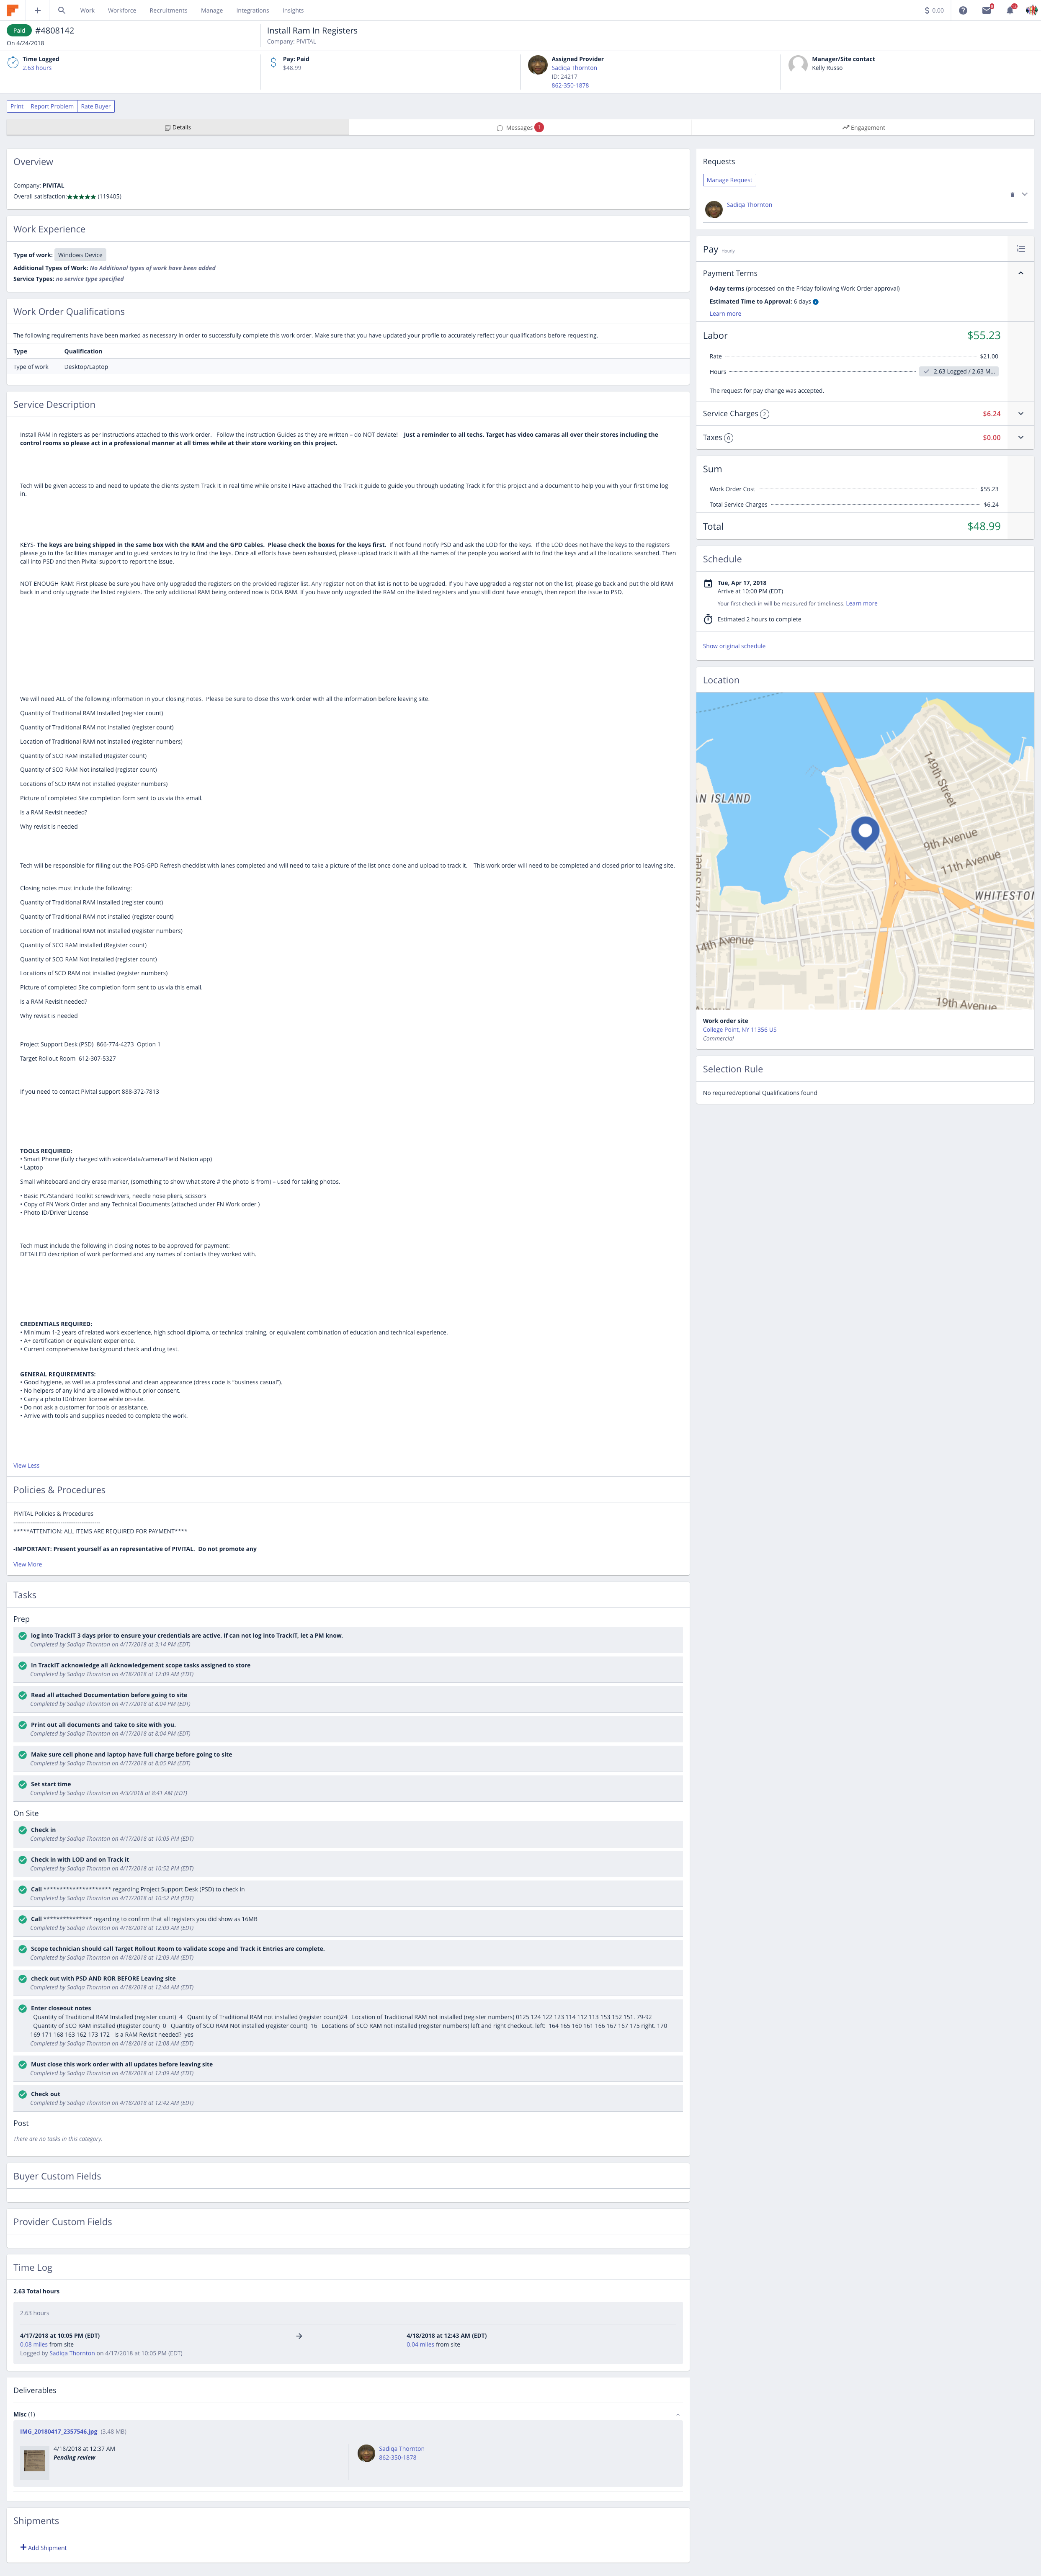 Work Workforce Recruitments Manage Integrations Insights
$ 0.00
Paid #4808142
On 4/24/2018
Install Ram In Registers
Company: PIVITAL
Time Logged
2.63 hours
Pay: Paid
$48.99
Assigned Provider
Sadiqa Thornton
ID: 24217
862-350-1878
Manager/Site contact
Kelly Russo
Print Report Problem Rate Buyer
Details
Messages 1
Engagement
Overview
Company: PIVITAL
Overall satisfaction:★★★★★ (119405)
Work Experience
Type of work: Windows Device
Additional Types of Work: No Additional types of work have been added
Service Types: no service type specified
Work Order Qualifications
The following requirements have been marked as necessary in order to successfully complete this work order. Make sure that you have updated your profile to accurately reflect your qualifications before requesting.
Type Qualification
Type of work Desktop/Laptop
Service Description
Install RAM in registers as per Instructions attached to this work order. Follow the instruction Guides as they are written – do NOT deviate! Just a reminder to all techs. Target has video camaras all over their stores including the
control rooms so please act in a professional manner at all times while at their store working on this project.
Tech will be given access to and need to update the clients system Track It in real time while onsite I Have attached the Track it guide to guide you through updating Track it for this project and a document to help you with your first time log
in.
KEYS- The keys are being shipped in the same box with the RAM and the GPD Cables. Please check the boxes for the keys first. If not found notify PSD and ask the LOD for the keys. If the LOD does not have the keys to the registers
please go to the facilities manager and to guest services to try to find the keys. Once all efforts have been exhausted, please upload track it with all the names of the people you worked with to find the keys and all the locations searched. Then
call into PSD and then Pivital support to report the issue.
NOT ENOUGH RAM: First please be sure you have only upgraded the registers on the provided register list. Any register not on that list is not to be upgraded. If you have upgraded a register not on the list, please go back and put the old RAM
back in and only upgrade the listed registers. The only additional RAM being ordered now is DOA RAM. If you have only upgraded the RAM on the listed registers and you still dont have enough, then report the issue to PSD.
We will need ALL of the following information in your closing notes. Please be sure to close this work order with all the information before leaving site.
Quantity of Traditional RAM Installed (register count)
Quantity of Traditional RAM not installed (register count)
Location of Traditional RAM not installed (register numbers)
Quantity of SCO RAM installed (Register count)
Quantity of SCO RAM Not installed (register count)
Locations of SCO RAM not installed (register numbers)
Picture of completed Site completion form sent to us via this email.
Is a RAM Revisit needed?
Why revisit is needed
Tech will be responsible for filling out the POS-GPD Refresh checklist with lanes completed and will need to take a picture of the list once done and upload to track it. This work order will need to be completed and closed prior to leaving site.
Closing notes must include the following:
Quantity of Traditional RAM Installed (register count)
Quantity of Traditional RAM not installed (register count)
Location of Traditional RAM not installed (register numbers)
Quantity of SCO RAM installed (Register count)
Quantity of SCO RAM Not installed (register count)
Locations of SCO RAM not installed (register numbers)
Picture of completed Site completion form sent to us via this email.
Is a RAM Revisit needed?
Why revisit is needed
Project Support Desk (PSD) 866-774-4273 Option 1
Target Rollout Room 612-307-5327
If you need to contact Pivital support 888-372-7813
TOOLS REQUIRED:
• Smart Phone (fully charged with voice/data/camera/Field Nation app)
• Laptop
Small whiteboard and dry erase marker, (something to show what store # the photo is from) – used for taking photos.
• Basic PC/Standard Toolkit screwdrivers, needle nose pliers, scissors
• Copy of FN Work Order and any Technical Documents (attached under FN Work order )
• Photo ID/Driver License
Tech must include the following in closing notes to be approved for payment:
DETAILED description of work performed and any names of contacts they worked with.
CREDENTIALS REQUIRED:
• Minimum 1-2 years of related work experience, high school diploma, or technical training, or equivalent combination of education and technical experience.
• A+ certification or equivalent experience.
• Current comprehensive background check and drug test.
GENERAL REQUIREMENTS:
• Good hygiene, as well as a professional and clean appearance (dress code is "business casual").
• No helpers of any kind are allowed without prior consent.
• Carry a photo ID/driver license while on-site.
• Do not ask a customer for tools or assistance.
• Arrive with tools and supplies needed to complete the work.
View Less
Policies & Procedures
PIVITAL Policies & Procedures
----------------------------------------
*****ATTENTION: ALL ITEMS ARE REQUIRED FOR PAYMENT****
-IMPORTANT: Present yourself as an representative of PIVITAL. Do not promote any
View More
Tasks
Prep
log into TrackIT 3 days prior to ensure your credentials are active. If can not log into TrackIT, let a PM know.
Completed by Sadiqa Thornton on 4/17/2018 at 3:14 PM (EDT)
In TrackIT acknowledge all Acknowledgement scope tasks assigned to store
Completed by Sadiqa Thornton on 4/18/2018 at 12:09 AM (EDT)
Read all attached Documentation before going to site
Completed by Sadiqa Thornton on 4/17/2018 at 8:04 PM (EDT)
Print out all documents and take to site with you.
Completed by Sadiqa Thornton on 4/17/2018 at 8:04 PM (EDT)
Make sure cell phone and laptop have full charge before going to site
Completed by Sadiqa Thornton on 4/17/2018 at 8:05 PM (EDT)
Set start time
Completed by Sadiqa Thornton on 4/3/2018 at 8:41 AM (EDT)
On Site
Check in
Completed by Sadiqa Thornton on 4/17/2018 at 10:05 PM (EDT)
Check in with LOD and on Track it
Completed by Sadiqa Thornton on 4/17/2018 at 10:52 PM (EDT)
Call ********************* regarding Project Support Desk (PSD) to check in
Completed by Sadiqa Thornton on 4/17/2018 at 10:52 PM (EDT)
Call *************** regarding to confirm that all registers you did show as 16MB
Completed by Sadiqa Thornton on 4/18/2018 at 12:09 AM (EDT)
Scope technician should call Target Rollout Room to validate scope and Track it Entries are complete.
Completed by Sadiqa Thornton on 4/18/2018 at 12:09 AM (EDT)
check out with PSD AND ROR BEFORE Leaving site
Completed by Sadiqa Thornton on 4/18/2018 at 12:44 AM (EDT)
Enter closeout notes
Quantity of Traditional RAM Installed (register count) 4 Quantity of Traditional RAM not installed (register count)24 Location of Traditional RAM not installed (register numbers) 0125 124 122 123 114 112 113 153 152 151. 79-92
Quantity of SCO RAM installed (Register count) 0 Quantity of SCO RAM Not installed (register count) 16 Locations of SCO RAM not installed (register numbers) left and right checkout. left: 164 165 160 161 166 167 167 175 right. 170
169 171 168 163 162 173 172 Is a RAM Revisit needed? yes
Completed by Sadiqa Thornton on 4/18/2018 at 12:08 AM (EDT)
Must close this work order with all updates before leaving site
Completed by Sadiqa Thornton on 4/18/2018 at 12:09 AM (EDT)
Check out
Completed by Sadiqa Thornton on 4/18/2018 at 12:42 AM (EDT)
Post
There are no tasks in this category.
Buyer Custom Fields
Provider Custom Fields
Time Log
2.63 Total hours
2.63 hours
4/17/2018 at 10:05 PM (EDT)
4/18/2018 at 12:43 AM (EDT)
0.08 miles from site
0.04 miles from site
Logged by Sadiqa Thornton on 4/17/2018 at 10:05 PM (EDT)
Deliverables
Misc (1)
IMG_20180417_2357546.jpg (3.48 MB)
4/18/2018 at 12:37 AM
Pending review
Sadiqa Thornton
862-350-1878
Shipments
Add Shipment
Requests
Manage Request
Sadiqa Thornton
Pay Hourly
Payment Terms
0-day terms (processed on the Friday following Work Order approval)
Estimated Time to Approval: 6 days
Learn more
Labor $55.23
Rate $21.00
Hours 2.63 Logged / 2.63 M...
The request for pay change was accepted.
Service Charges 2 $6.24
Taxes 0 $0.00
Sum
Work Order Cost $55.23
Total Service Charges $6.24
Total $48.99
Schedule
Tue, Apr 17, 2018
Arrive at 10:00 PM (EDT)
Your first check in will be measured for timeliness. Learn more
Estimated 2 hours to complete
Show original schedule
Location
149th Street
AN ISLAND
9th Avenue
11th Avenue
WHITESTON
129th Street
14th Avenue
19th Avenue
Work order site
College Point, NY 11356 US
Commercial
Selection Rule
No required/optional Qualifications found